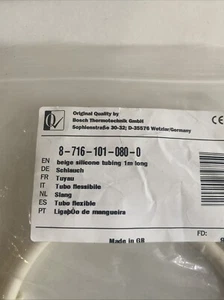 Original Quality by
Bosch Thermotechnik GmbH
Sophienstraße 30-32; D-35576 Wetzlar/Germany
8-716-101-080-0
EN beige silicone tubing 1m long
DE Schlauch
FR Tuyau
IT Tubo flessibile
NL Slang
ES Tubo flexible
PT LigaÇÕo de mangueira
Made in GB
FD: